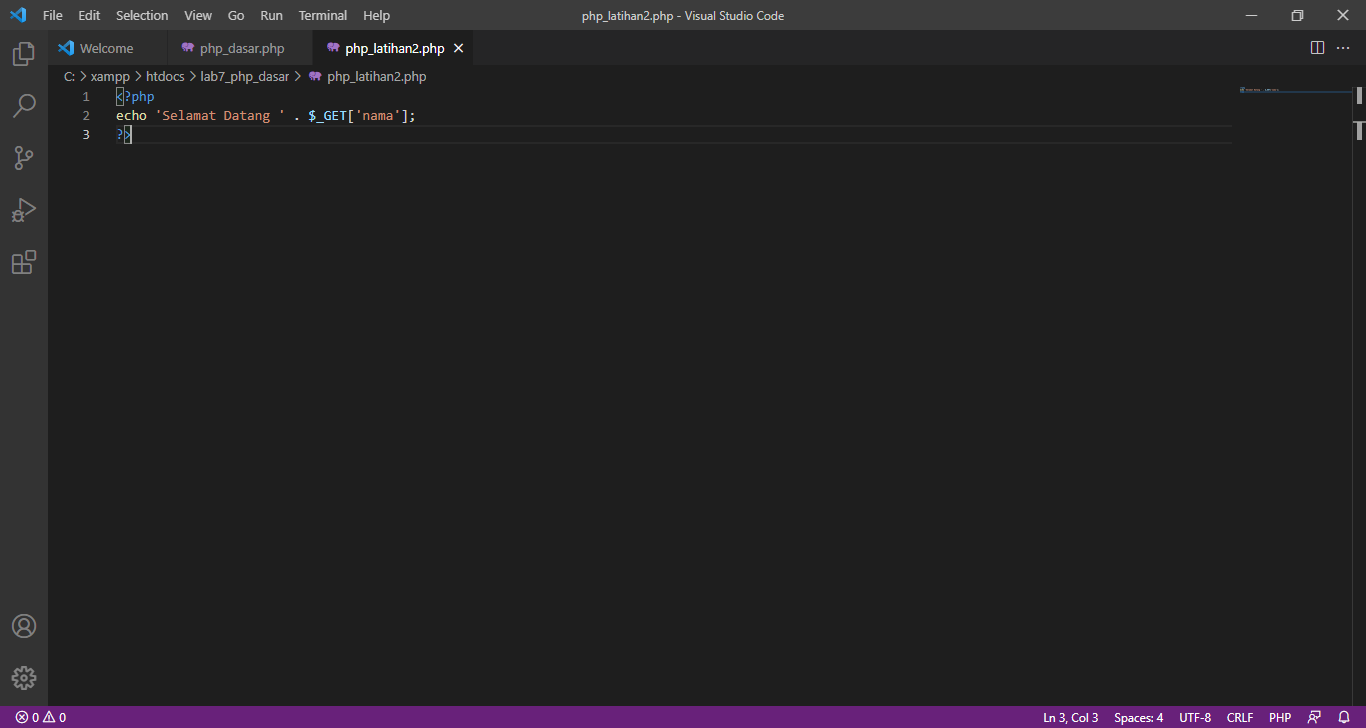 File Edit Selection View Go Run Terminal Help php_latihan2.php - Visual Studio Code
Welcome php_dasar.php php_latihan2.php
C: > xampp > htdocs > lab7_php_dasar > php_latihan2.php
1 <?php
2 echo 'Selamat Datang ' . $_GET['nama'];
3 ?>
0 0 Ln 3, Col 3 Spaces: 4 UTF-8 CRLF PHP